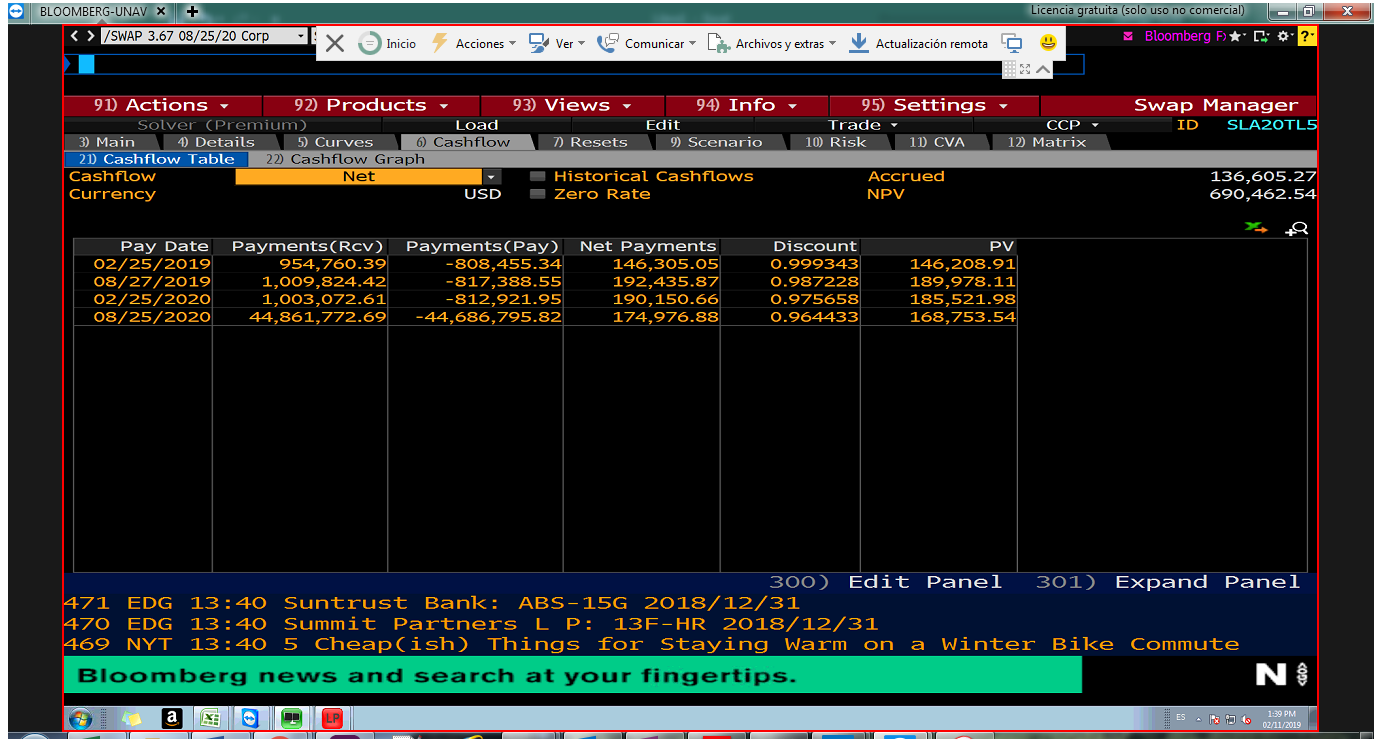 BLOOMBERG-UNAV
Licencia gratuita (solo uso no comercial)
/SWAP 3.67 08/25/20 Corp
Inicio Acciones Ver Comunicar Archivos y extras Actualización remota
Bloomberg
91) Actions 92) Products 93) Views 94) Info 95) Settings Swap Manager
Solver (Premium) Load Edit Trade CCP ID SLA20TL5
3) Main 4) Details 5) Curves 6) Cashflow 7) Resets 9) Scenario 10) Risk 11) CVA 12) Matrix
21) Cashflow Table 22) Cashflow Graph
Cashflow Net Historical Cashflows Accrued 136,605.27
Currency USD Zero Rate NPV 690,462.54
Pay Date Payments(Rcv) Payments(Pay) Net Payments Discount PV
02/25/2019 954,760.39 -808,455.34 146,305.05 0.999343 146,208.91
08/27/2019 1,009,824.42 -817,388.55 192,435.87 0.987228 189,978.11
02/25/2020 1,003,072.61 -812,921.95 190,150.66 0.975658 185,521.98
08/25/2020 44,861,772.69 -44,686,795.82 174,976.88 0.964433 168,753.54
300) Edit Panel 301) Expand Panel
471 EDG 13:40 Suntrust Bank: ABS-15G 2018/12/31
470 EDG 13:40 Summit Partners L P: 13F-HR 2018/12/31
469 NYT 13:40 5 Cheap(ish) Things for Staying Warm on a Winter Bike Commute
Bloomberg news and search at your fingertips.
N
a LP ES 1:39 PM
02/11/2019